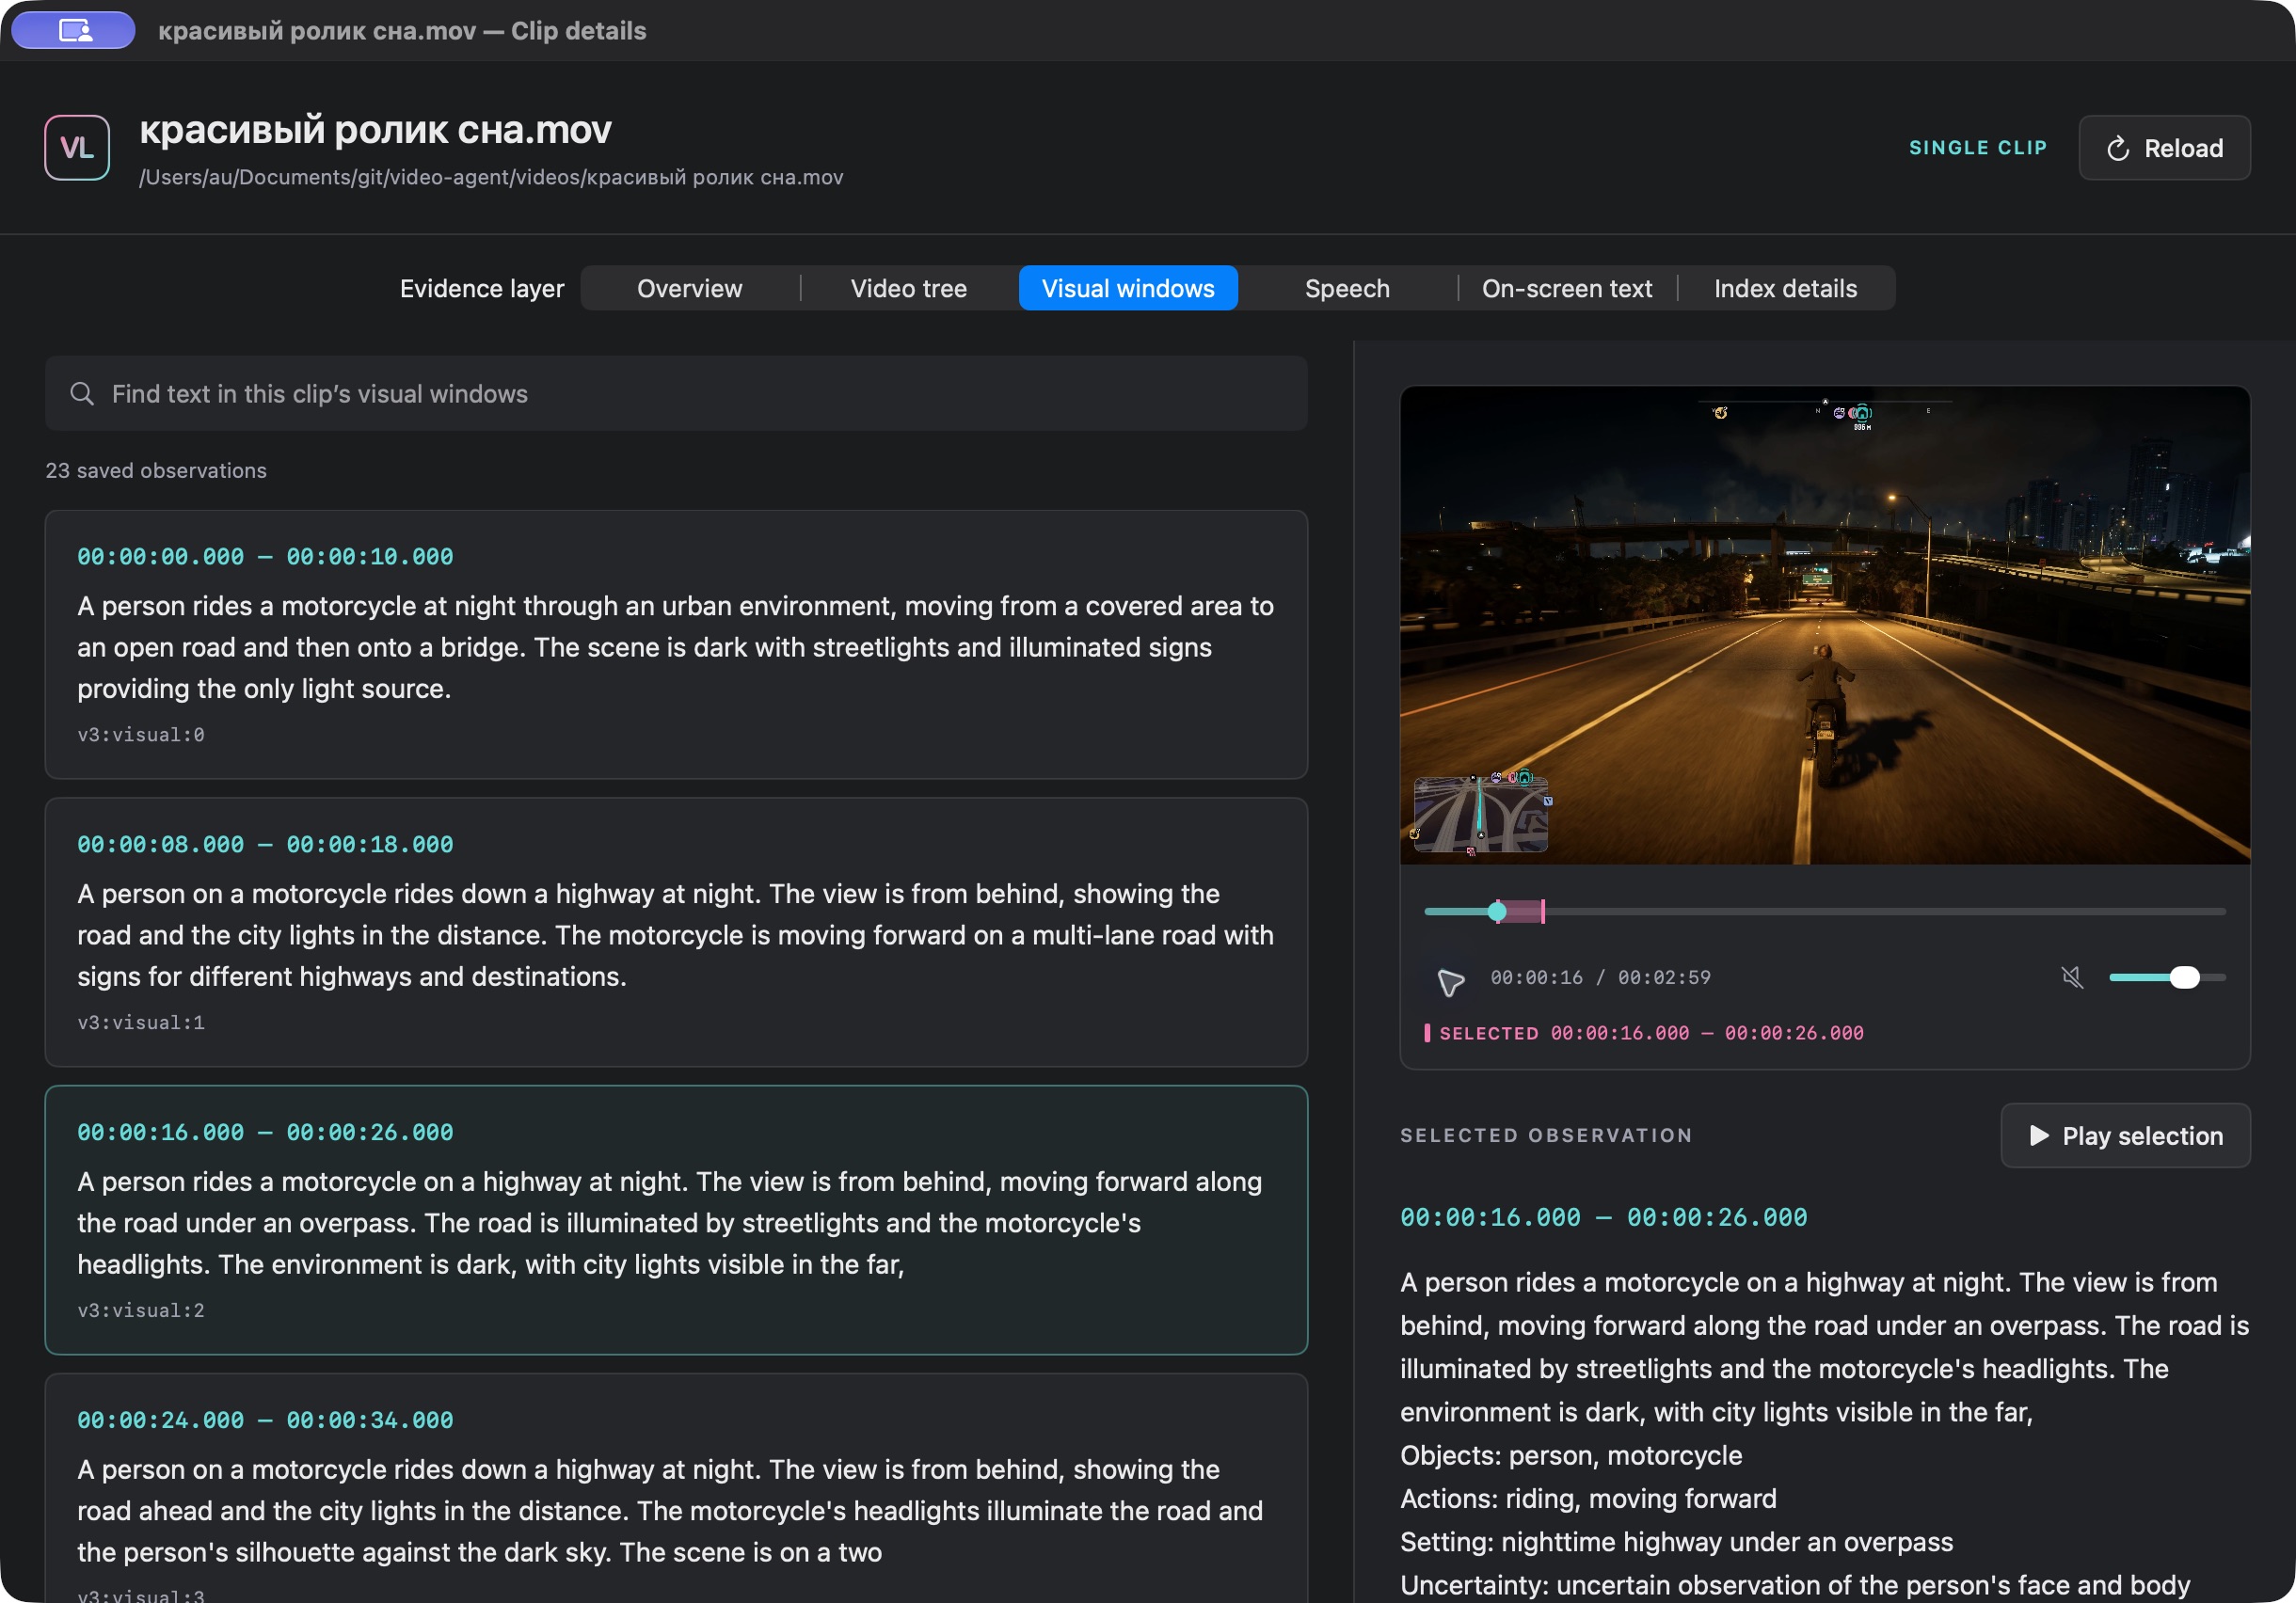 красивый ролик сна.mov — Clip details
VL
красивый ролик сна.mov
/Users/au/Documents/git/video-agent/videos/красивый ролик сна.mov
SINGLE CLIP
Reload
Evidence layer
Overview
Video tree
Visual windows
Speech
On-screen text
Index details
Find text in this clip’s visual windows
23 saved observations
00:00:00.000 — 00:00:10.000
A person rides a motorcycle at night through an urban environment, moving from a covered area to
an open road and then onto a bridge. The scene is dark with streetlights and illuminated signs
providing the only light source.
v3:visual:0
00:00:08.000 — 00:00:18.000
A person on a motorcycle rides down a highway at night. The view is from behind, showing the
road and the city lights in the distance. The motorcycle is moving forward on a multi-lane road with
signs for different highways and destinations.
v3:visual:1
00:00:16.000 — 00:00:26.000
A person rides a motorcycle on a highway at night. The view is from behind, moving forward along
the road under an overpass. The road is illuminated by streetlights and the motorcycle's
headlights. The environment is dark, with city lights visible in the far,
v3:visual:2
00:00:24.000 — 00:00:34.000
A person on a motorcycle rides down a highway at night. The view is from behind, showing the
road ahead and the city lights in the distance. The motorcycle's headlights illuminate the road and
the person's silhouette against the dark sky. The scene is on a two
v3:visual:3
N
E
00:00:16 / 00:02:59
SELECTED 00:00:16.000 — 00:00:26.000
SELECTED OBSERVATION
Play selection
00:00:16.000 — 00:00:26.000
A person rides a motorcycle on a highway at night. The view is from
behind, moving forward along the road under an overpass. The road is
illuminated by streetlights and the motorcycle's headlights. The
environment is dark, with city lights visible in the far,
Objects: person, motorcycle
Actions: riding, moving forward
Setting: nighttime highway under an overpass
Uncertainty: uncertain observation of the person's face and body